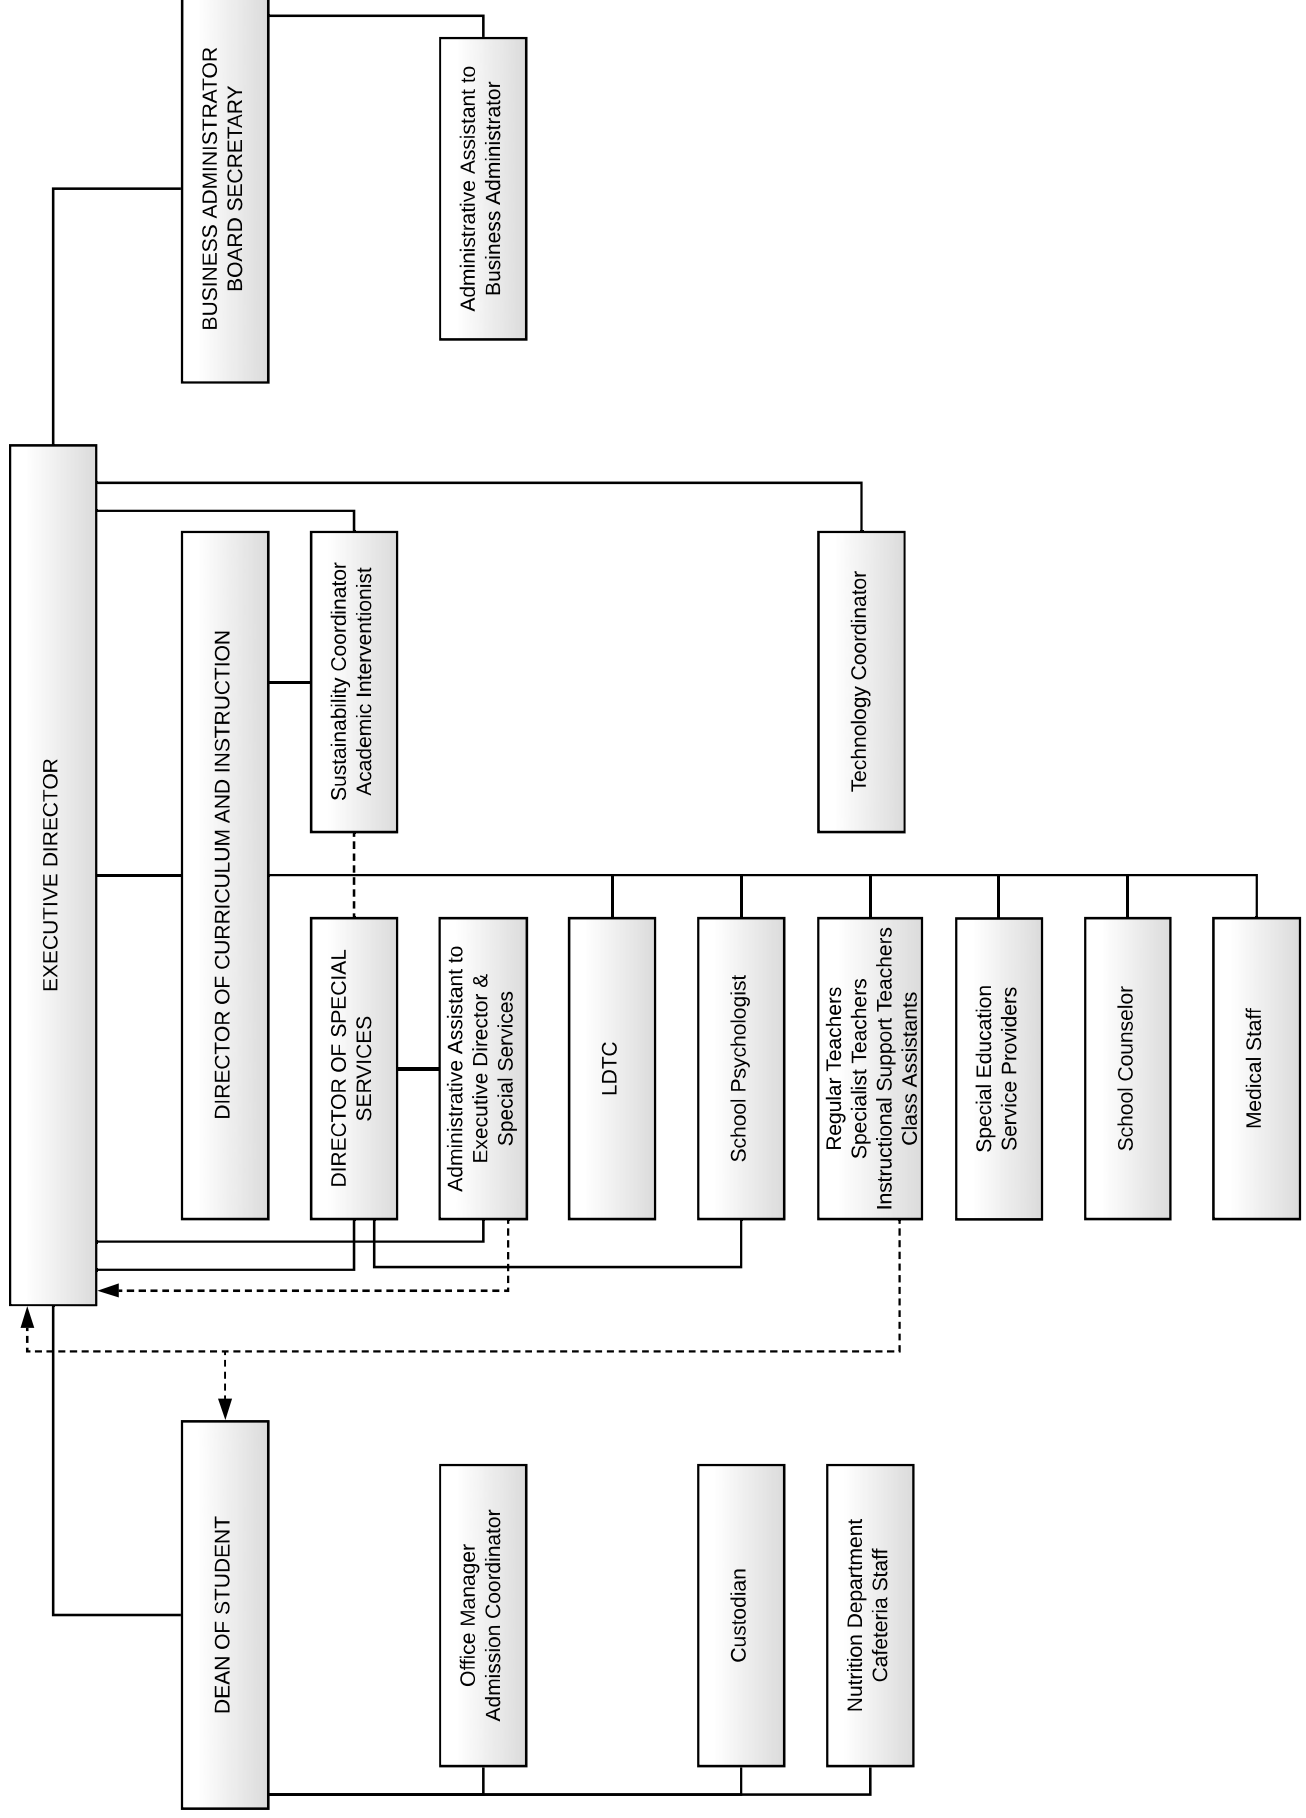 EXECUTIVE DIRECTOR
DEAN OF STUDENT
DIRECTOR OF CURRICULUM AND INSTRUCTION
BUSINESS ADMINISTRATOR
BOARD SECRETARY
DIRECTOR OF SPECIAL
SERVICES
Sustainability Coordinator
Academic Interventionist
Office Manager
Admission Coordinator
Administrative Assistant to
Executive Director &
Special Services
Administrative Assistant to
Business Administrator
LDTC
Custodian
School Psychologist
Nutrition Department
Cafeteria Staff
Regular Teachers
Specialist Teachers
Instructional Support Teachers
Class Assistants
Technology Coordinator
Special Education
Service Providers
School Counselor
Medical Staff